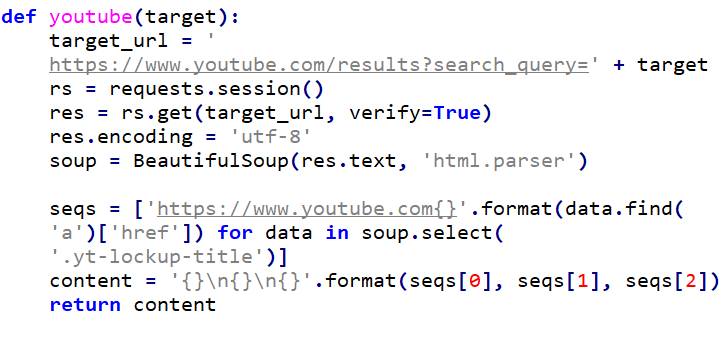 def youtube(target):
    target_url = '
    https://www.youtube.com/results?search_query=' + target
    rs = requests.session()
    res = rs.get(target_url, verify=True)
    res.encoding = 'utf-8'
    soup = BeautifulSoup(res.text, 'html.parser')

    seqs = ['https://www.youtube.com{}'.format(data.find(
    'a')['href']) for data in soup.select(
    '.yt-lockup-title')]
    content = '{}\n{}\n{}'.format(seqs[0], seqs[1], seqs[2])
    return content